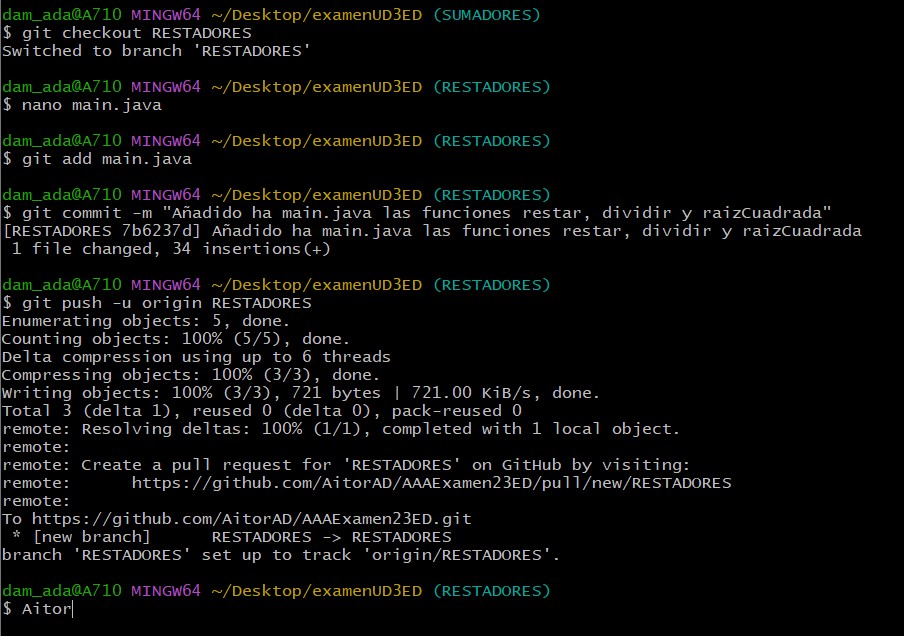 dam_ada@A710 MINGW64 ~/Desktop/examenUD3ED (SUMADORES)
$ git checkout RESTADORES
Switched to branch 'RESTADORES'
dam_ada@A710 MINGW64 ~/Desktop/examenUD3ED (RESTADORES)
$ nano main.java
dam_ada@A710 MINGW64 ~/Desktop/examenUD3ED (RESTADORES)
$ git add main.java
dam_ada@A710 MINGW64 ~/Desktop/examenUD3ED (RESTADORES)
$ git commit -m "Añadido ha main.java las funciones restar, dividir y raizCuadrada"
[RESTADORES 7b6237d] Añadido ha main.java las funciones restar, dividir y raizCuadrada
 1 file changed, 34 insertions(+)
dam_ada@A710 MINGW64 ~/Desktop/examenUD3ED (RESTADORES)
$ git push -u origin RESTADORES
Enumerating objects: 5, done.
Counting objects: 100% (5/5), done.
Delta compression using up to 6 threads
Compressing objects: 100% (3/3), done.
Writing objects: 100% (3/3), 721 bytes | 721.00 KiB/s, done.
Total 3 (delta 1), reused 0 (delta 0), pack-reused 0
remote: Resolving deltas: 100% (1/1), completed with 1 local object.
remote:
remote: Create a pull request for 'RESTADORES' on GitHub by visiting:
remote:      https://github.com/AitorAD/AAAExamen23ED/pull/new/RESTADORES
remote:
To https://github.com/AitorAD/AAAExamen23ED.git
 * [new branch]      RESTADORES -> RESTADORES
branch 'RESTADORES' set up to track 'origin/RESTADORES'.
dam_ada@A710 MINGW64 ~/Desktop/examenUD3ED (RESTADORES)
$ Aitor